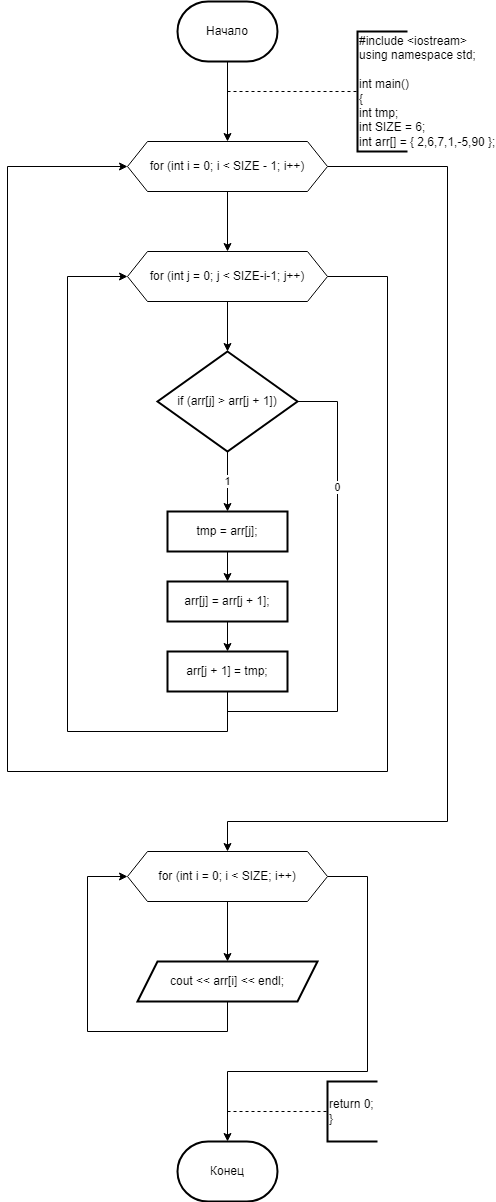 Начало
#include <iostream>
using namespace std;
int main()
{
int tmp;
int SIZE = 6;
int arr[] = { 2,6,7,1,-5,90 };
for (int i = 0; i < SIZE - 1; i++)
for (int j = 0; j < SIZE-i-1; j++)
if (arr[j] > arr[j + 1])
1
0
tmp = arr[j];
arr[j] = arr[j + 1];
arr[j + 1] = tmp;
for (int i = 0; i < SIZE; i++)
cout << arr[i] << endl;
return 0;
}
Конец